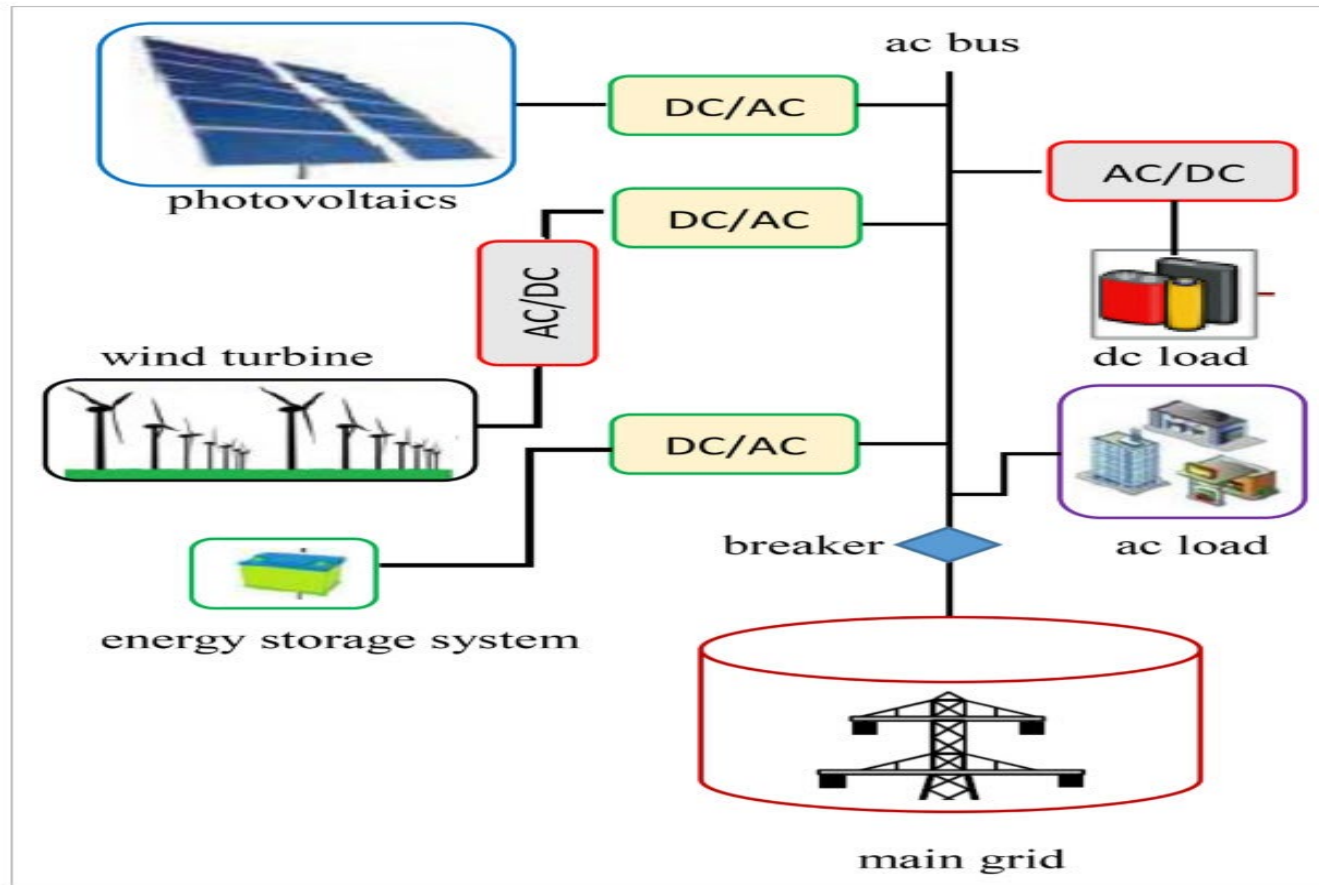 ac bus
DC/AC
AC/DC
photovoltaics
DC/AC
AC/DC
wind turbine
dc load
DC/AC
breaker
ac load
energy storage system
main grid